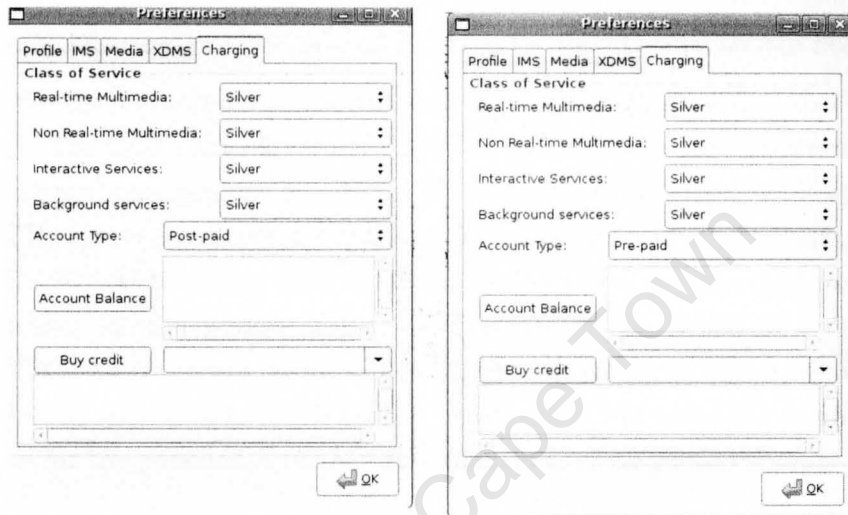 Preferences
Profile IMS Media XDMS Charging
Class of Service
Real-time Multimedia: Silver
Non Real-time Multimedia: Silver
Interactive Services: Silver
Background services: Silver
Account Type: Post-paid
Account Balance
Buy credit
OK
Preferences
Profile IMS Media XDMS Charging
Class of Service
Real-time Multimedia: Silver
Non Real-time Multimedia: Silver
Interactive Services: Silver
Background services: Silver
Account Type: Pre-paid
Account Balance
Buy credit
OK
Cape Town